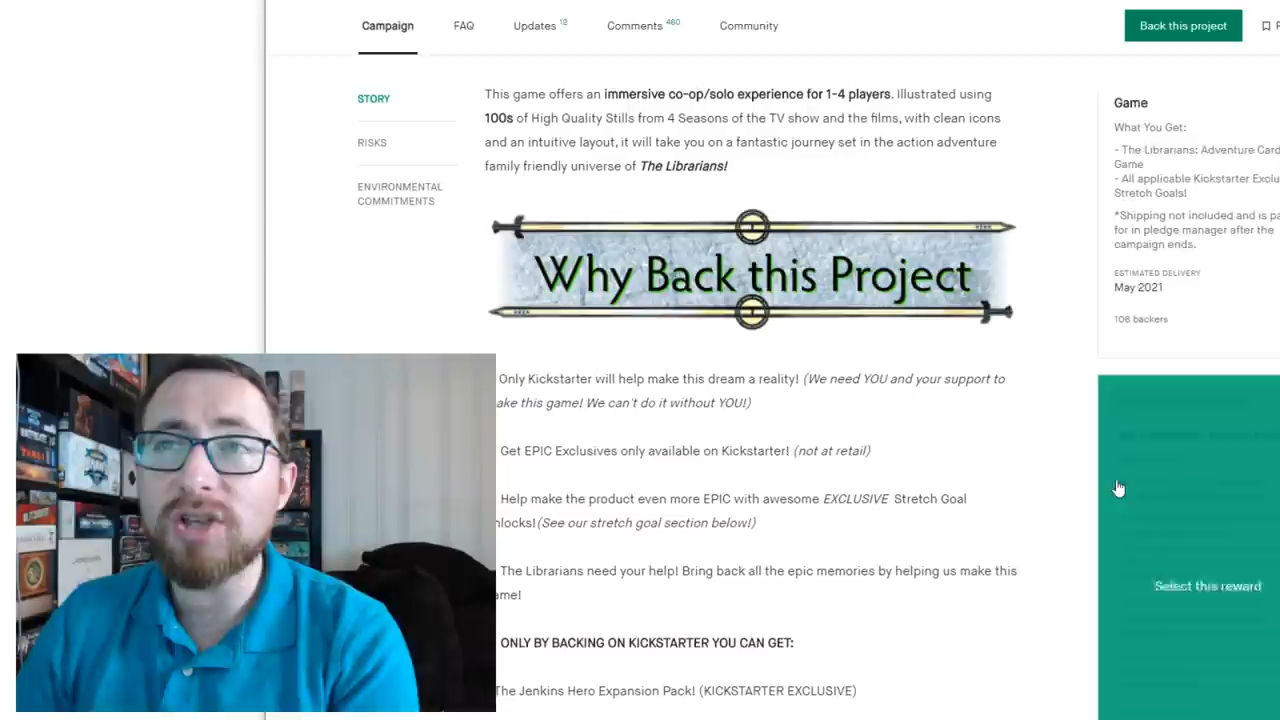 Campaign
FAQ
Updates 12
Comments 460
Community
Back this project
STORY
RISKS
ENVIRONMENTAL
COMMITMENTS
This game offers an immersive co-op/solo experience for 1-4 players. Illustrated using
100s of High Quality Stills from 4 Seasons of the TV show and the films, with clean icons
and an intuitive layout, it will take you on a fantastic journey set in the action adventure
family friendly universe of The Librarians!
Why Back this Project
Only Kickstarter will help make this dream a reality! (We need YOU and your support to
ake this game! We can't do it without YOU!)
Get EPIC Exclusives only available on Kickstarter! (not at retail)
Help make the product even more EPIC with awesome EXCLUSIVE Stretch Goal
nlocks!(See our stretch goal section below!)
The Librarians need your help! Bring back all the epic memories by helping us make this
ame!
ONLY BY BACKING ON KICKSTARTER YOU CAN GET:
The Jenkins Hero Expansion Pack! (KICKSTARTER EXCLUSIVE)
Game
What You Get:
- The Librarians: Adventure Card
Game
- All applicable Kickstarter Exclu
Stretch Goals!
*Shipping not included and is pa
for in pledge manager after the
campaign ends.
ESTIMATED DELIVERY
May 2021
106 backers
Select this reward